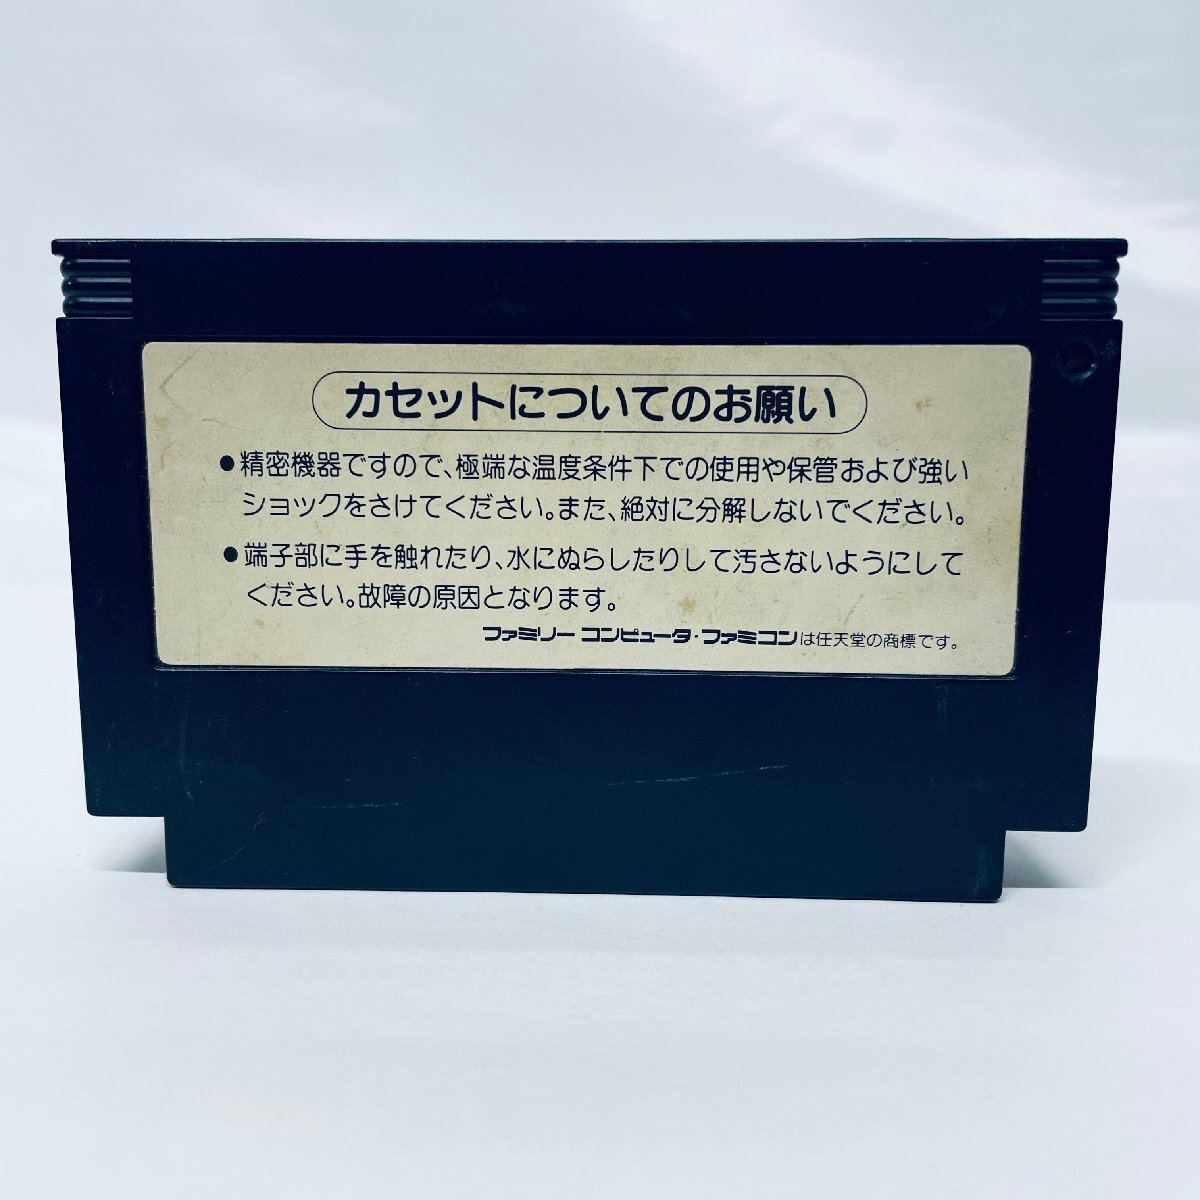 カセットについてのお願い
●精密機器ですので、極端な温度条件下での使用や保管および強い
ショックをさけてください。また、絶対に分解しないでください。
●端子部に手を触れたり、水にぬらしたりして汚さないようにして
ください。故障の原因となります。
ファミリーコンピュータ・ファミコンは任天堂の商標です。